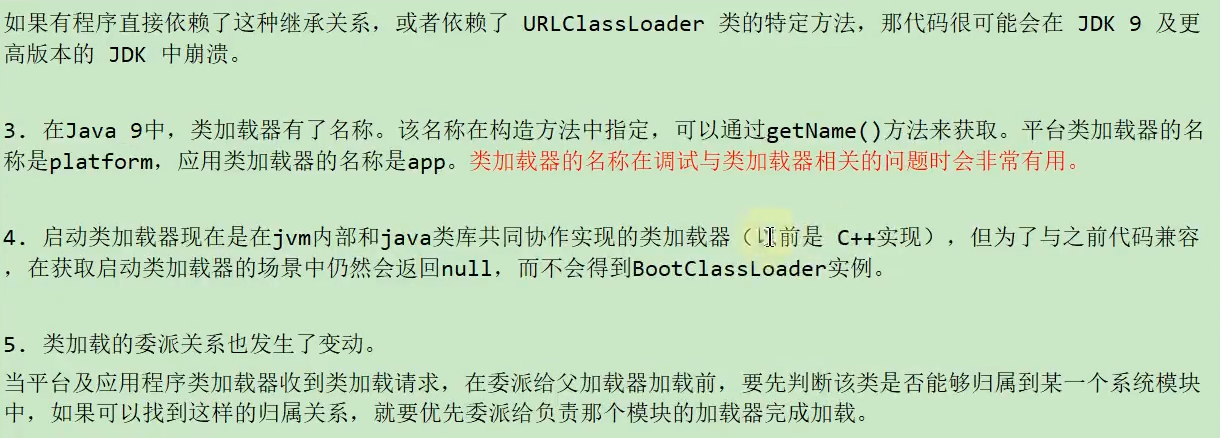 如果有程序直接依赖了这种继承关系，或者依赖了 URLClassLoader 类的特定方法，那代码很可能会在 JDK 9 及更
高版本的 JDK 中崩溃。
3. 在Java 9中，类加载器有了名称。该名称在构造方法中指定，可以通过getName()方法来获取。平台类加载器的名
称是platform，应用类加载器的名称是app。类加载器的名称在调试与类加载器相关的问题时会非常有用。
4. 启动类加载器现在是在jvm内部和java类库共同协作实现的类加载器（以前是 C++实现），但为了与之前代码兼容
，在获取启动类加载器的场景中仍然会返回null，而不会得到BootClassLoader实例。
5. 类加载的委派关系也发生了变动。
当平台及应用程序类加载器收到类加载请求，在委派给父加载器加载前，要先判断该类是否能够归属到某一个系统模块
中，如果可以找到这样的归属关系，就要优先委派给负责那个模块的加载器完成加载。